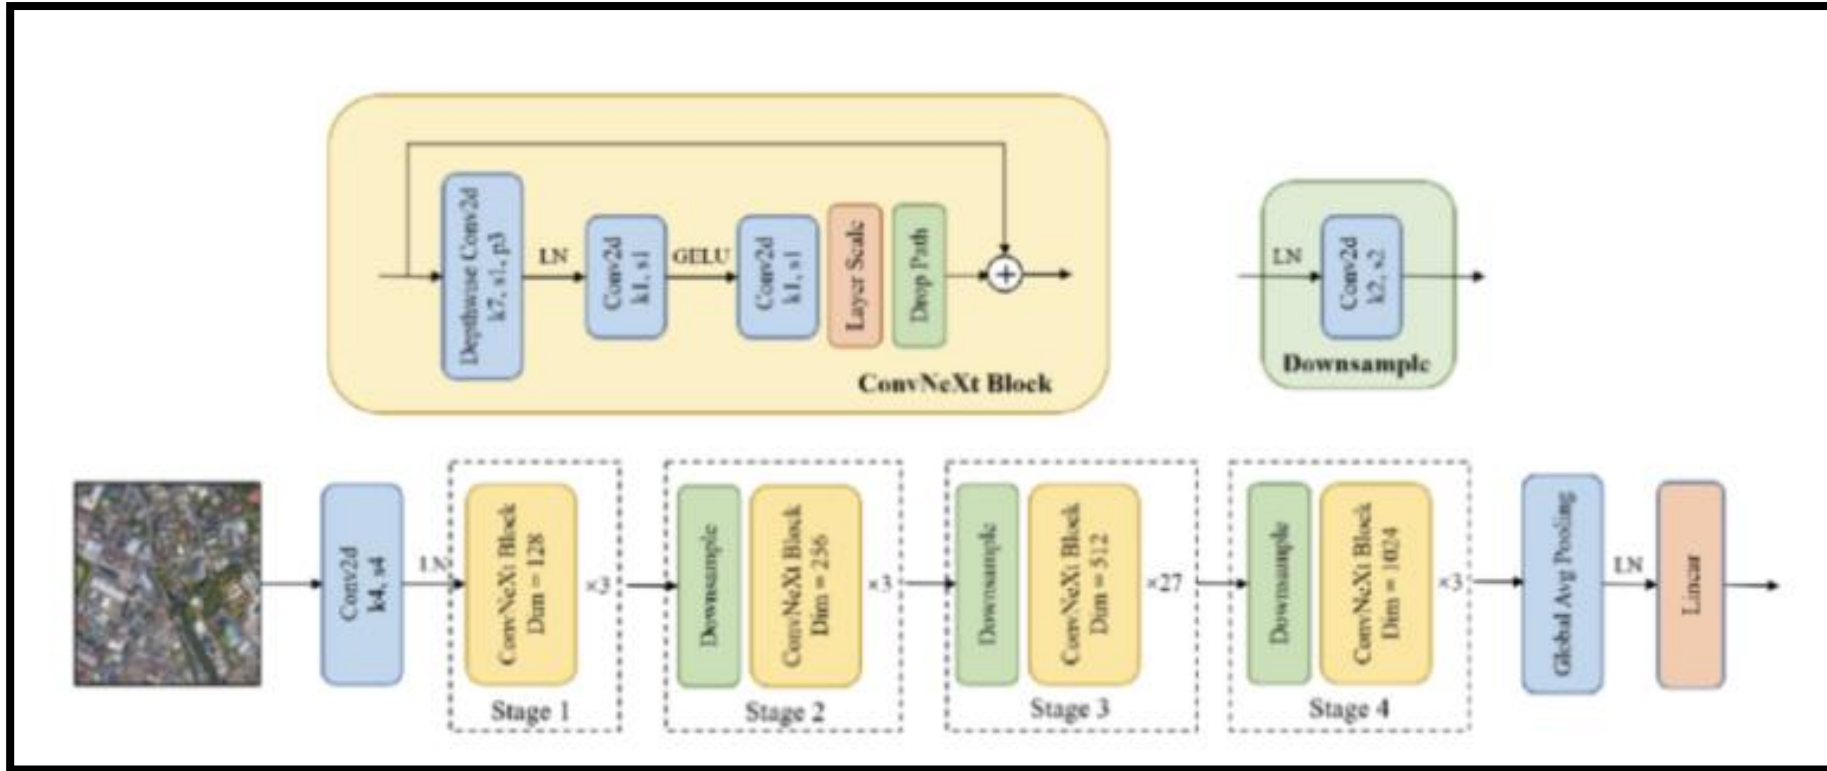 Depthwise Conv2d
k7, s1, p3
LN
Conv2d
k1, s1
GELU
Conv2d
k1, s1
Layer Scale
Drop Path
+
ConvNeXt Block
LN
Conv2d
k2, s2
Downsample
Conv2d
k4, s4
LN
ConvNeXt Block
Dim = 128
×3
Stage 1
Downsample
ConvNeXt Block
Dim = 256
×3
Stage 2
Downsample
ConvNeXt Block
Dim = 512
×27
Stage 3
Downsample
ConvNeXt Block
Dim = 1024
×3
Stage 4
Global Avg Pooling
LN
Linear